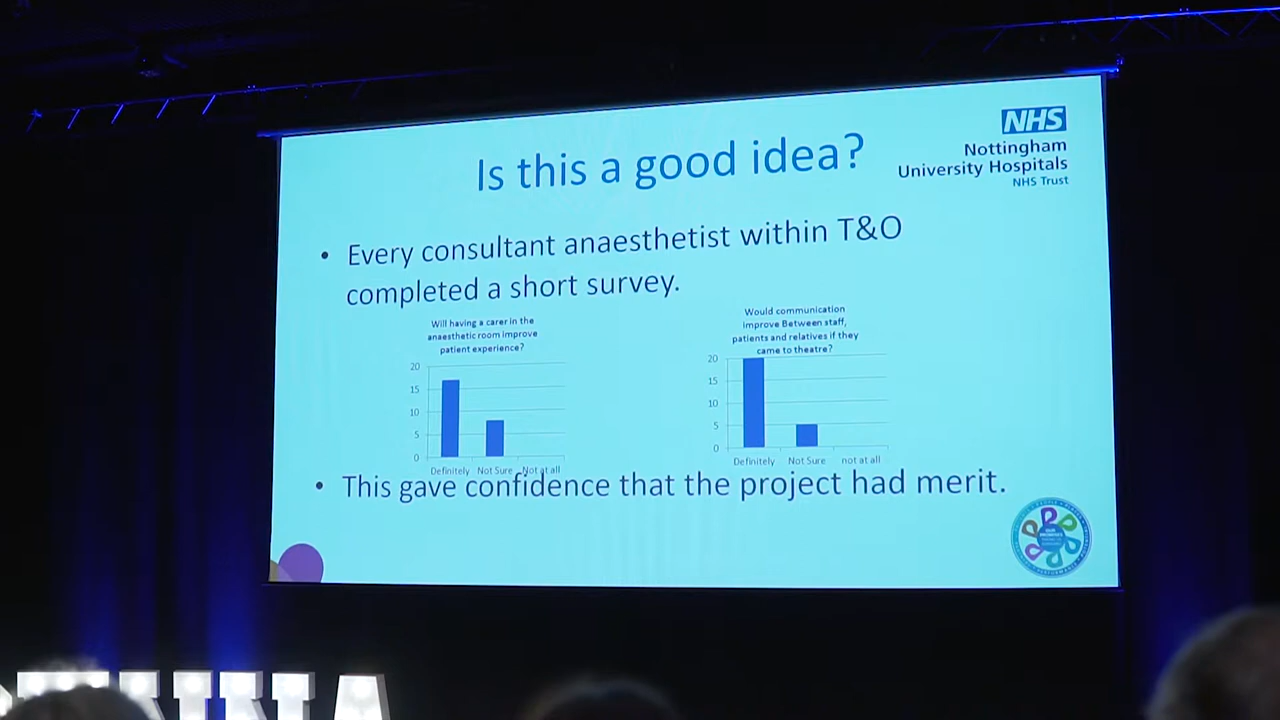 Is this a good idea?
NHS
Nottingham
University Hospitals
NHS Trust
• Every consultant anaesthetist within T&O
completed a short survey.
Will having a carer in the
anaesthetic room improve
patient experience?
20
15
10
5
0
Definitely Not Sure Not at all
Would communication
improve Between staff,
patients and relatives if they
came to theatre?
20
15
10
5
0
Definitely Not Sure not at all
• This gave confidence that the project had merit.